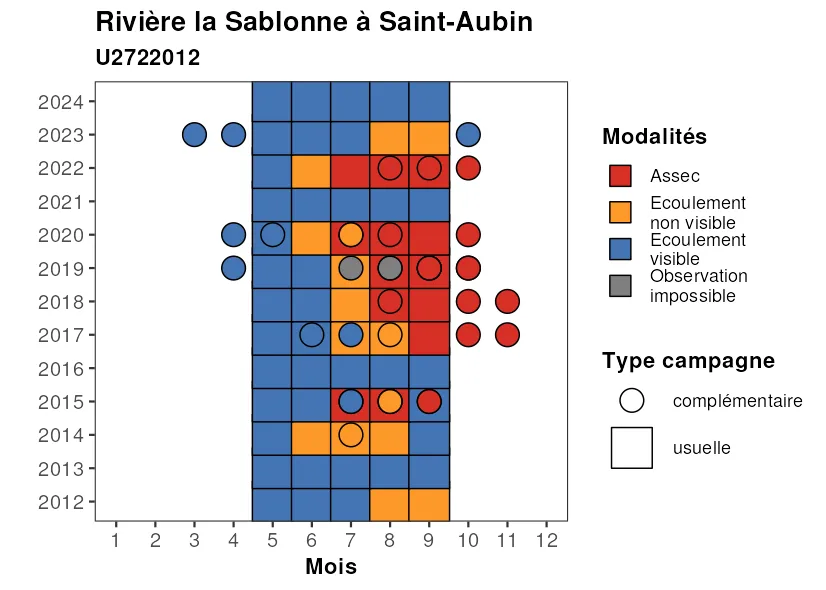 Rivière la Sablonne à Saint-Aubin
U2722012
2024
2023
2022
2021
2020
2019
2018
2017
2016
2015
2014
2013
2012
1 2 3 4 5 6 7 8 9 10 11 12
Mois
Modalités
Assec
Ecoulement
non visible
Ecoulement
visible
Observation
impossible
Type campagne
complémentaire
usuelle